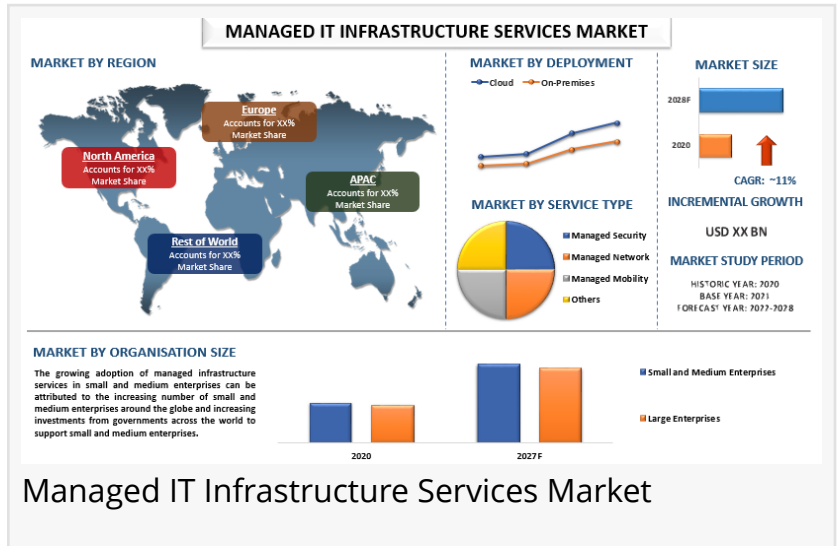 MANAGED IT INFRASTRUCTURE SERVICES MARKET
MARKET BY REGION
Europe
Accounts for XX%
Market Share
North America
Accounts for XX%
Market Share
APAC
Accounts for XX%
Market Share
Rest of World
Accounts for XX%
Market Share
MARKET BY DEPLOYMENT
Cloud
On-Premises
MARKET BY SERVICE TYPE
Managed Security
Managed Network
Managed Mobility
Others
MARKET SIZE
2028F
2020
CAGR: ~11%
INCREMENTAL GROWTH
USD XX BN
MARKET STUDY PERIOD
HISTORIC YEAR: 2020
BASE YEAR: 2021
FORECAST YEAR: 2022-2028
MARKET BY ORGANISATION SIZE
The growing adoption of managed infrastructure
services in small and medium enterprises can be
attributed to the increasing number of small and
medium enterprises around the globe and increasing
investments from governments across the world to
support small and medium enterprises.
2020
2027F
Small and Medium Enterprises
Large Enterprises
Managed IT Infrastructure Services Market